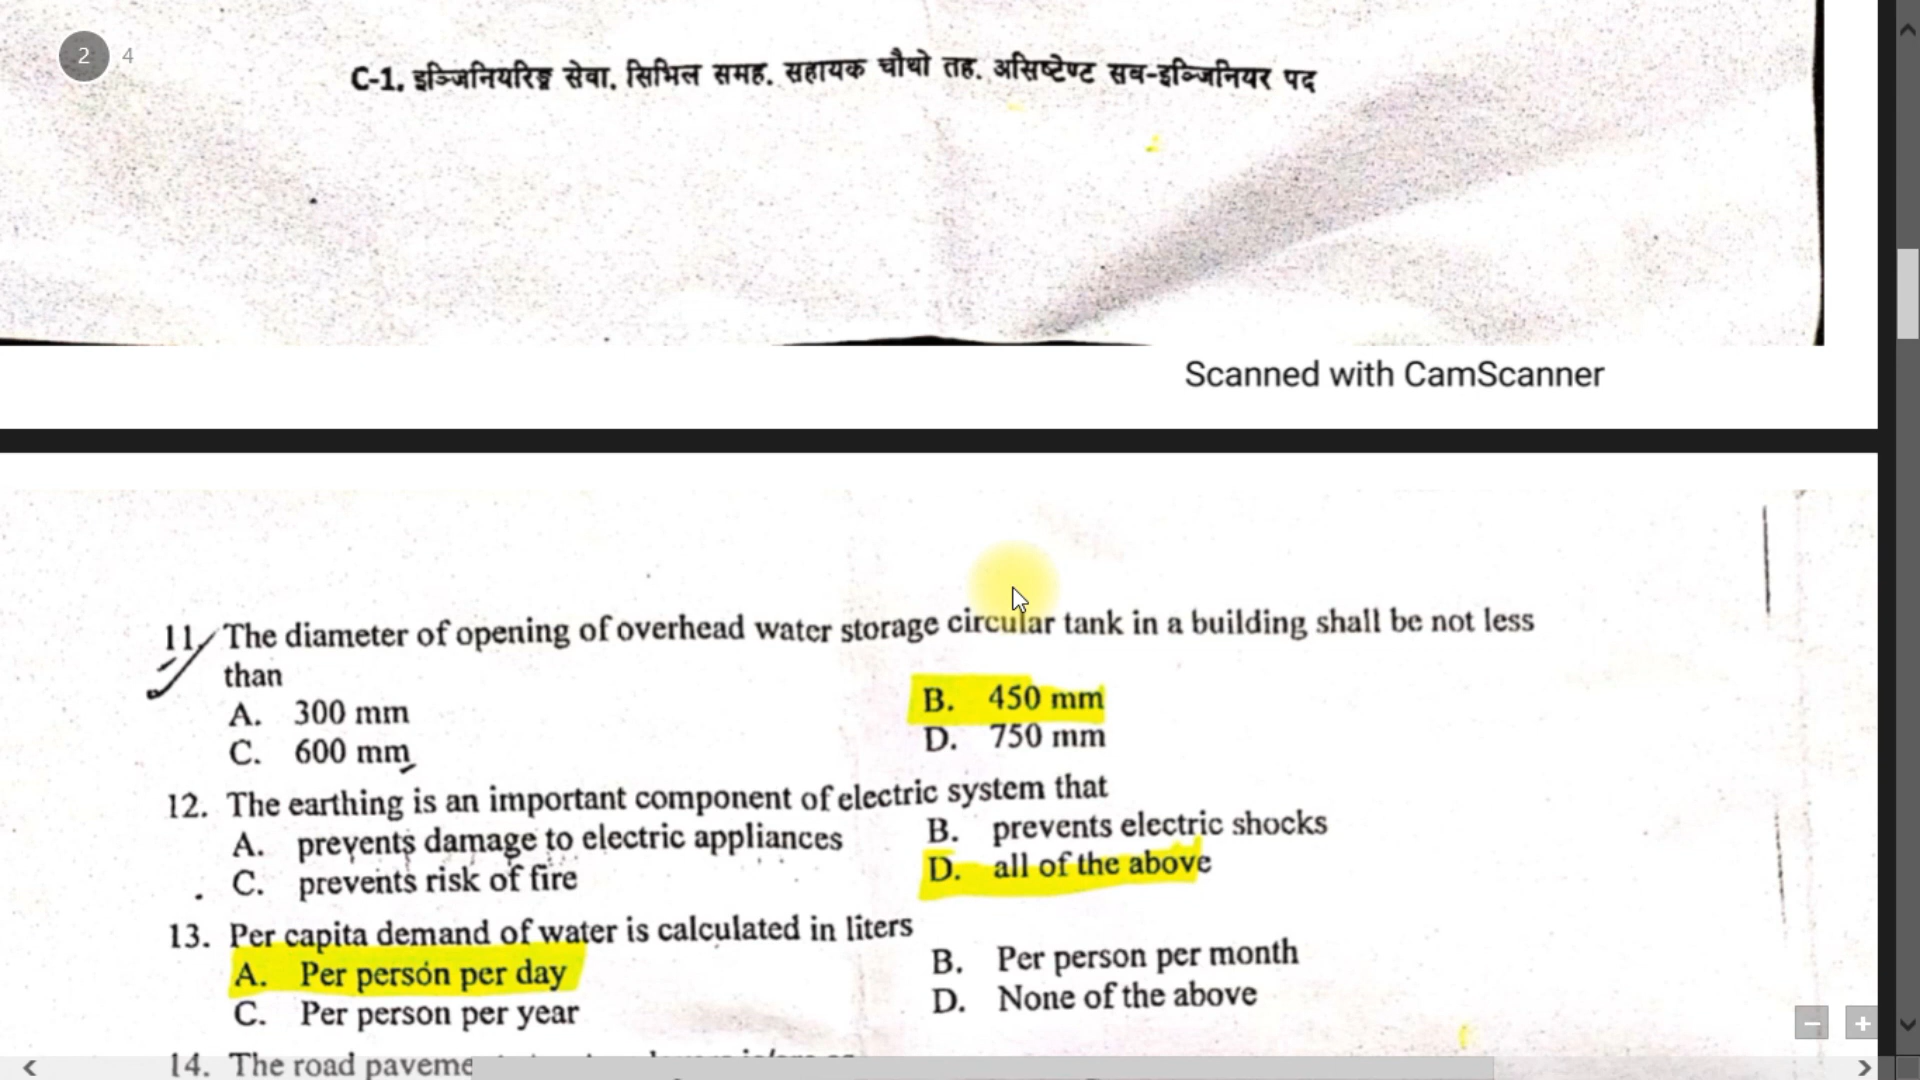 2 4
C-1, इञ्जिनियरिङ्ग सेवा, सिभिल समूह, सहायक चौथो तह, असिष्टेण्ट सब-इञ्जिनियर पद
Scanned with CamScanner
11. The diameter of opening of overhead water storage circular tank in a building shall be not less
than
A. 300 mm B. 450 mm
C. 600 mm D. 750 mm
12. The earthing is an important component of electric system that
A. prevents damage to electric appliances B. prevents electric shocks
C. prevents risk of fire D. all of the above
13. Per capita demand of water is calculated in liters
A. Per person per day B. Per person per month
C. Per person per year D. None of the above
14. The road